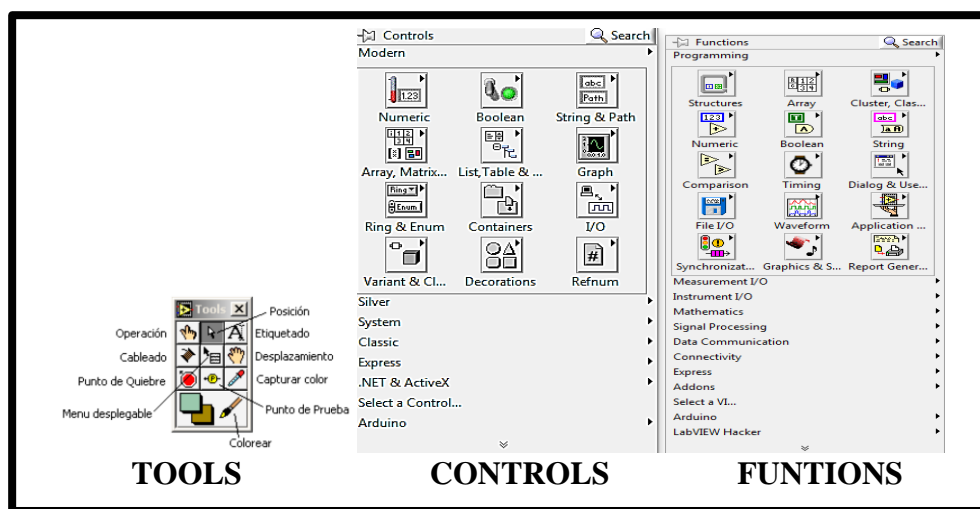 Tools
Posición
Operación
Etiquetado
Cableado
Desplazamiento
Punto de Quiebre
Capturar color
Menu desplegable
Punto de Prueba
Colorear
TOOLS
Controls
Search
Modern
Numeric
Boolean
String & Path
Array, Matrix...
List, Table & ...
Graph
Ring & Enum
Containers
I/O
Variant & Cl...
Decorations
Refnum
Silver
System
Classic
Express
.NET & ActiveX
Select a Control...
Arduino
CONTROLS
Functions
Search
Programming
Structures
Array
Cluster, Clas...
Numeric
Boolean
String
Comparison
Timing
Dialog & Use...
File I/O
Waveform
Application ...
Synchronizat...
Graphics & S...
Report Gener...
Measurement I/O
Instrument I/O
Mathematics
Signal Processing
Data Communication
Connectivity
Express
Addons
Select a VI...
Arduino
LabVIEW Hacker
FUNTIONS